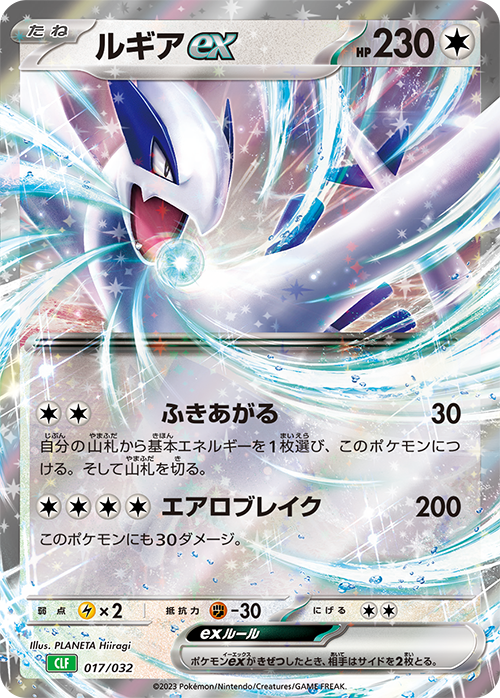 たね ルギアex HP230
ふきあがる 30
自分の山札から基本エネルギーを1枚選び、このポケモンにつ
ける。そして山札を切る。
エアロブレイク 200
このポケモンにも30ダメージ。
弱点 ×2 抵抗力 -30 にげる
exルール
ポケモンexがきぜつしたとき、相手はサイドを2枚とる。
Illus. PLANETA Hiiragi
CLF 017/032
©2023 Pokémon/Nintendo/Creatures/GAME FREAK.